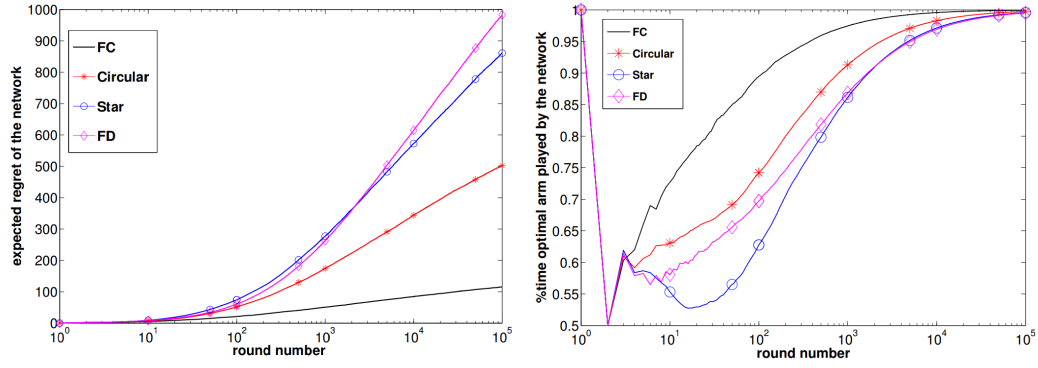 expected regret of the network
1000
900
800
700
600
500
400
300
200
100
0
FC
Circular
Star
FD
10^0
10^1
10^2
10^3
10^4
10^5
round number
%time optimal arm played by the network
1
0.95
0.9
0.85
0.8
0.75
0.7
0.65
0.6
0.55
0.5
FC
Circular
Star
FD
10^0
10^1
10^2
10^3
10^4
10^5
round number